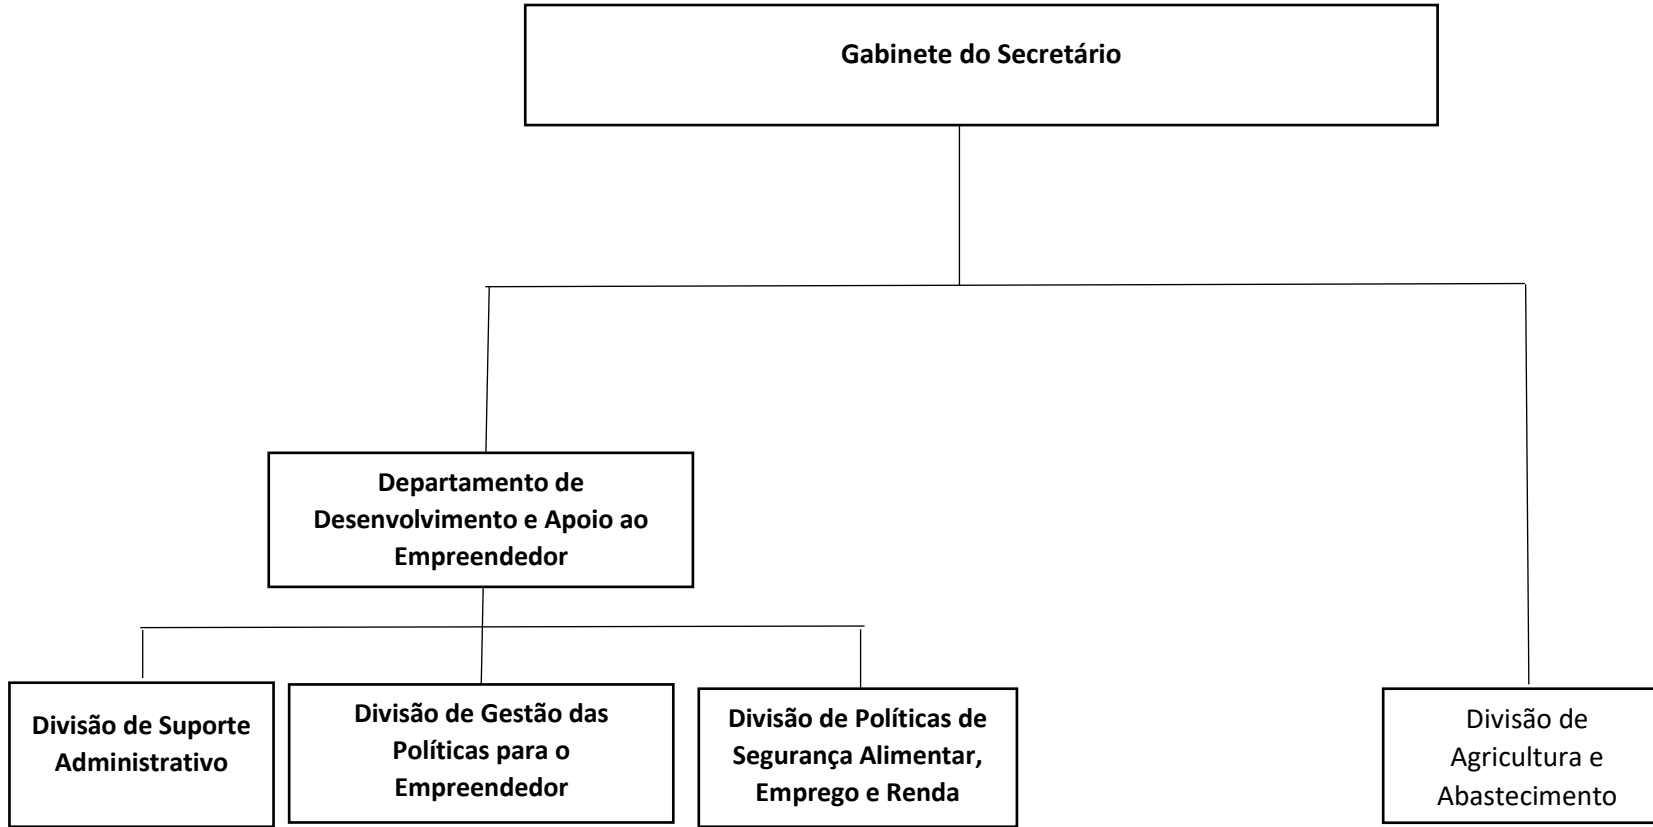 Gabinete do Secretário
Departamento de
Desenvolvimento e Apoio ao
Empreendedor
Divisão de Suporte
Administrativo
Divisão de Gestão das
Políticas para o
Empreendedor
Divisão de Políticas de
Segurança Alimentar,
Emprego e Renda
Divisão de
Agricultura e
Abastecimento